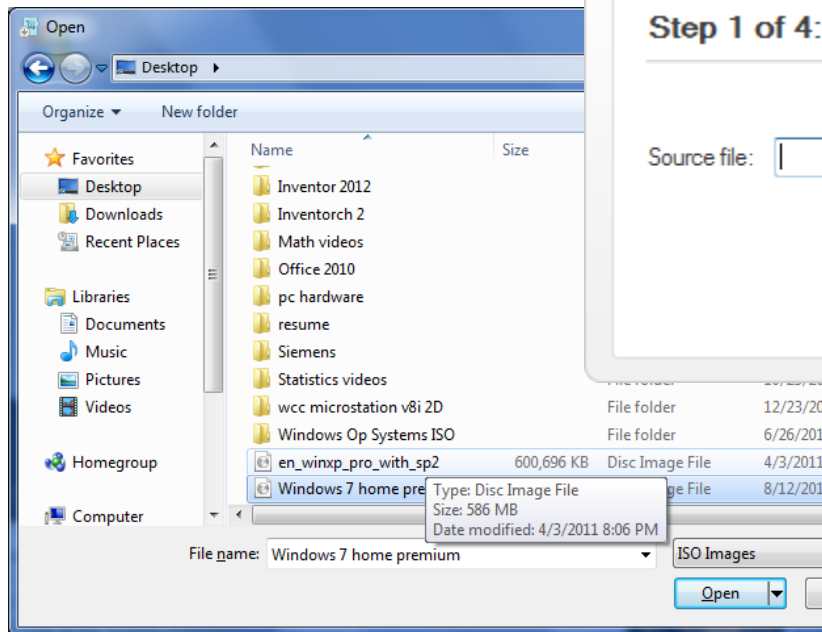 Open
Step 1 of 4:
Desktop
Organize
New folder
Name
Size
Source file:
Favorites
Desktop
Downloads
Recent Places
Libraries
Documents
Music
Pictures
Videos
Homegroup
Computer
Inventor 2012
Inventorch 2
Math videos
Office 2010
pc hardware
resume
Siemens
Statistics videos
wcc microstation v8i 2D File folder 12/23/20
Windows Op Systems ISO File folder 6/26/201
en_winxp_pro_with_sp2 600,696 KB Disc Image File 4/3/2011
Windows 7 home pre ge File 8/12/201
Type: Disc Image File
Size: 586 MB
Date modified: 4/3/2011 8:06 PM
File name: Windows 7 home premium
ISO Images
Open